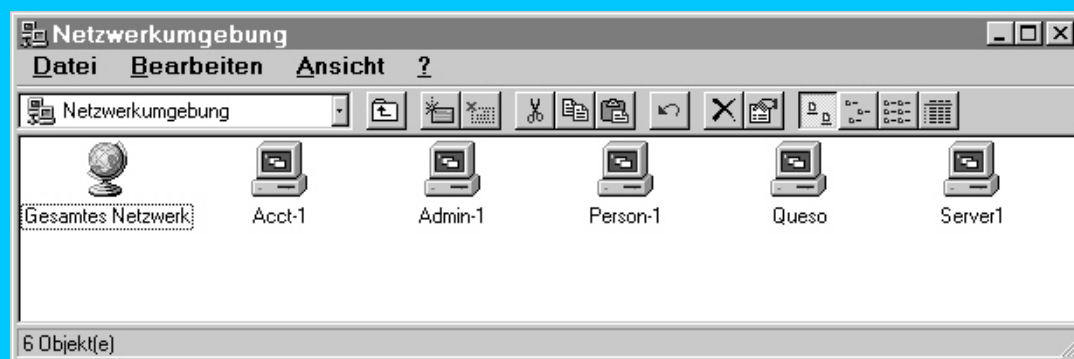 Netzwerkumgebung
Datei Bearbeiten Ansicht ?
Netzwerkumgebung
Gesamtes Netzwerk Acct-1 Admin-1 Person-1 Queso Server1
6 Objekt(e)